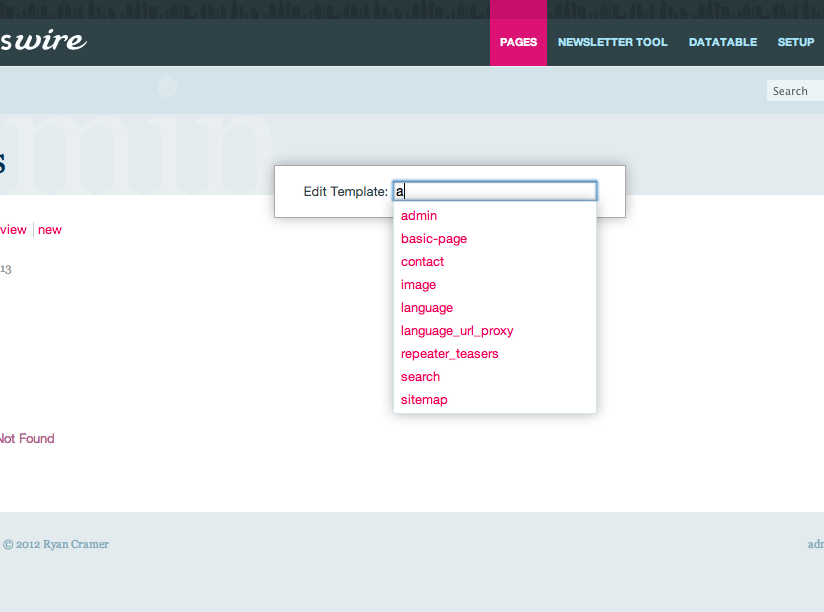 swire
PAGES NEWSLETTER TOOL DATATABLE SETUP
Search
min
s
Edit Template: a
admin
basic-page
contact
image
language
language_url_proxy
repeater_teasers
search
sitemap
view new
13
Not Found
© 2012 Ryan Cramer
adm